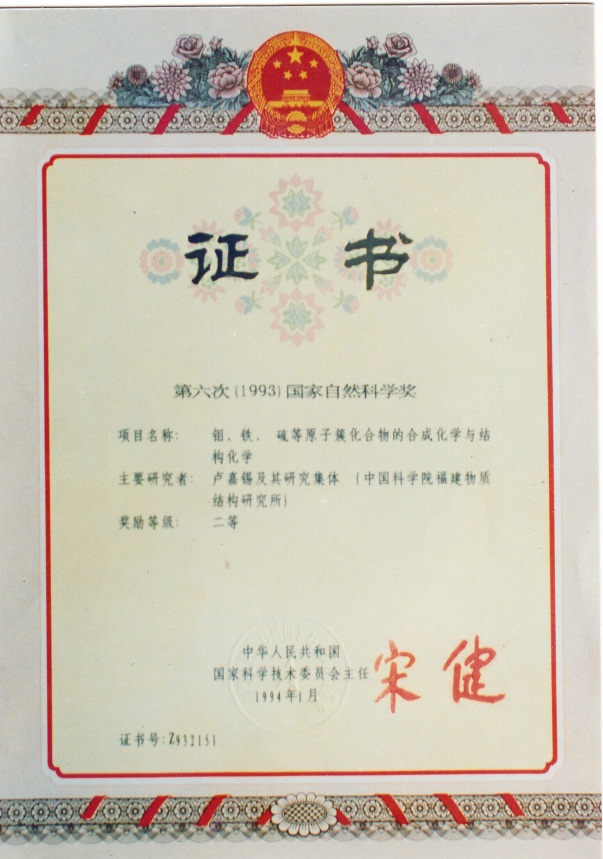 证 书
第六次(1993)国家自然科学奖
项目名称: 钼、铁、 硫等原子簇化合物的合成化学与结
构化学
主要研究者: 卢嘉锡及其研究集体 (中国科学院福建物质
结构研究所)
奖励等级: 二等
中华人民共和国
国家科学技术委员会主任
宋健
1994年1月
证书号:Z932151